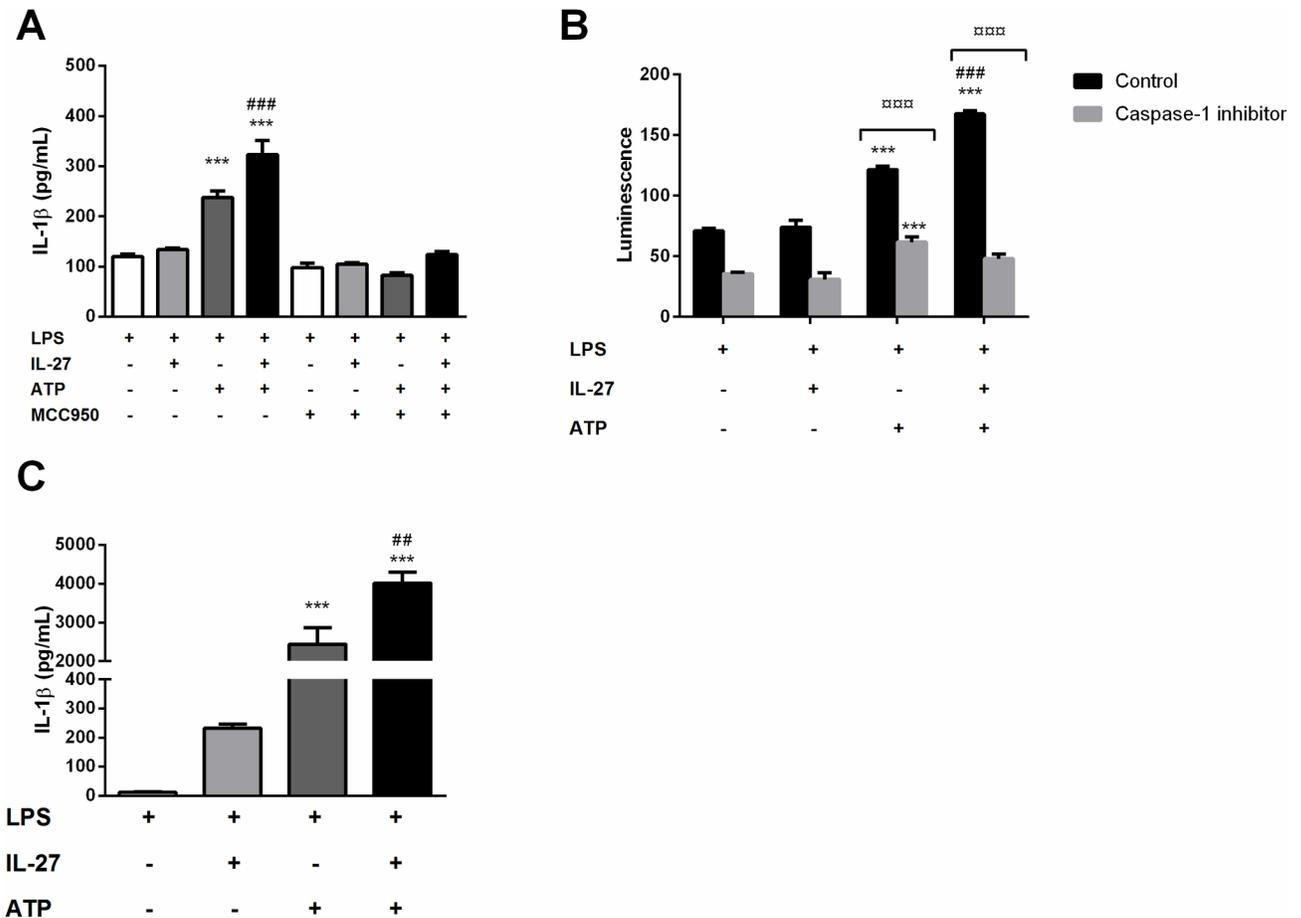 A
500
400
300
200
100
0
IL-1β (pg/mL)
###
***
***
LPS + + + + + + + +
IL-27 - + - + - + - +
ATP - - + + - - + +
MCC950 - - - - + + + +
B
200
150
100
50
0
Luminescence
¤¤¤
###
***
¤¤¤
***
***
Control
Caspase-1 inhibitor
LPS + + + +
IL-27 - + - +
ATP - - + +
C
5000
4000
3000
2000
400
300
200
100
0
IL-1β (pg/mL)
##
***
***
LPS + + + +
IL-27 - + - +
ATP - - + +